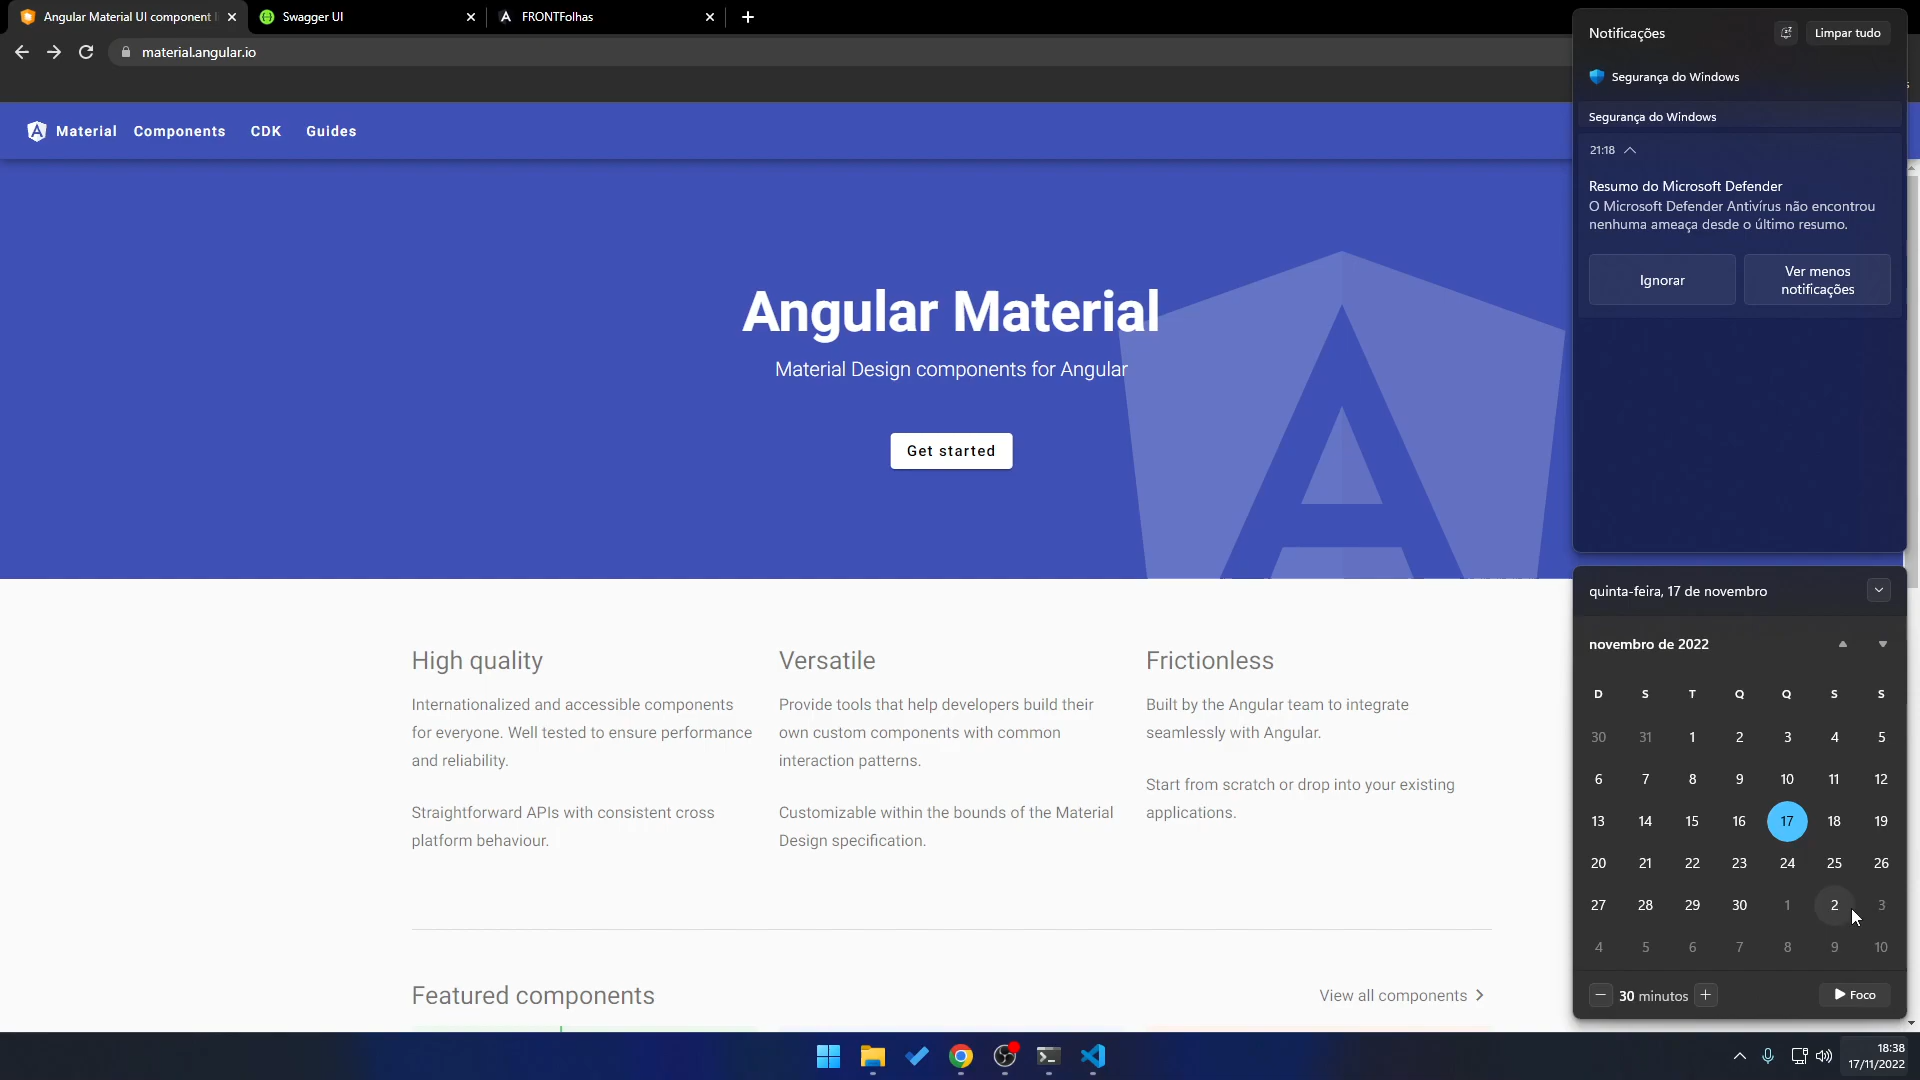 Angular Material UI component l
Swagger UI
FRONTFolhas
material.angular.io
Material
Components
CDK
Guides
Angular Material
Material Design components for Angular
Get started
High quality
Internationalized and accessible components
for everyone. Well tested to ensure performance
and reliability.
Straightforward APIs with consistent cross
platform behaviour.
Versatile
Provide tools that help developers build their
own custom components with common
interaction patterns.
Customizable within the bounds of the Material
Design specification.
Frictionless
Built by the Angular team to integrate
seamlessly with Angular.
Start from scratch or drop into your existing
applications.
Featured components
View all components
Notificações
Limpar tudo
Segurança do Windows
Segurança do Windows
21:18
Resumo do Microsoft Defender
O Microsoft Defender Antivírus não encontrou
nenhuma ameaça desde o último resumo.
Ignorar
Ver menos
notificações
quinta-feira, 17 de novembro
novembro de 2022
D S T Q Q S S
30 31 1 2 3 4 5
6 7 8 9 10 11 12
13 14 15 16 17 18 19
20 21 22 23 24 25 26
27 28 29 30 1 2 3
4 5 6 7 8 9 10
30 minutos
Foco
18:38
17/11/2022